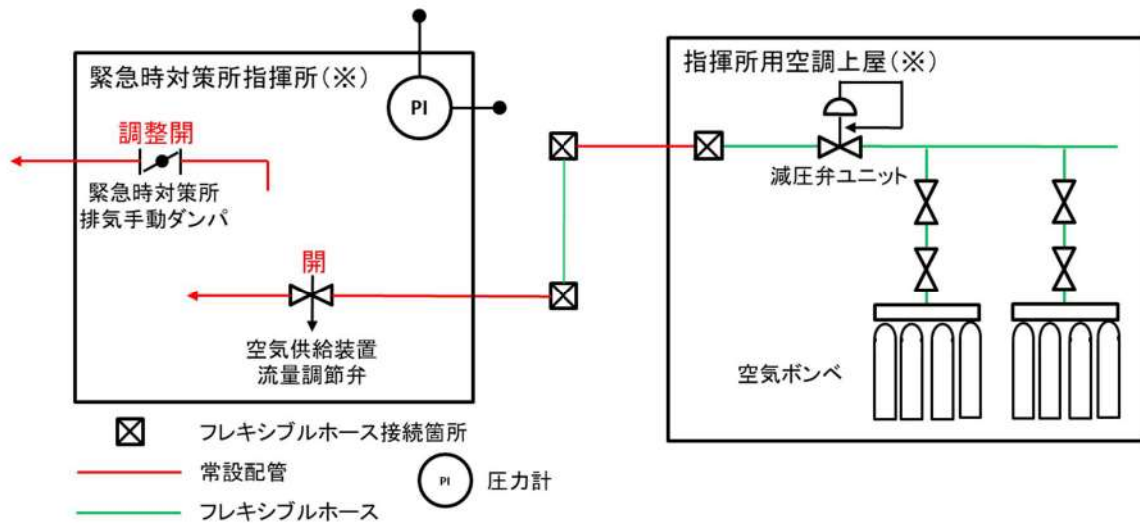 緊急時対策所指揮所(※)
PI
調整開
緊急時対策所
排気手動ダンパ
開
空気供給装置
流量調節弁
指揮所用空調上屋(※)
減圧弁ユニット
空気ボンベ
フレキシブルホース接続箇所
常設配管
PI
圧力計
フレキシブルホース